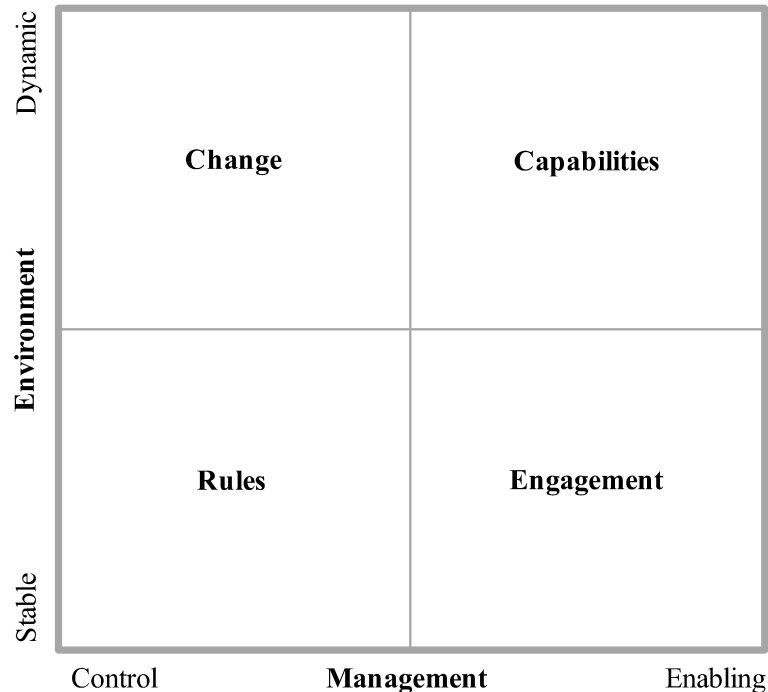 Dynamic
Change
Capabilities
Environment
Rules
Engagement
Stable
Control
Management
Enabling